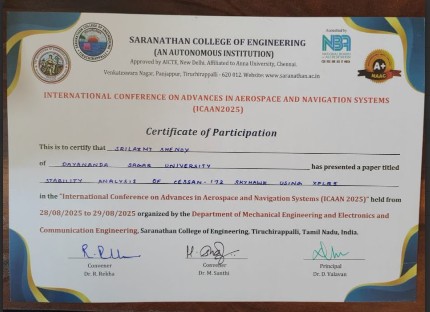 SARANATHAN COLLEGE OF ENGINEERING
(AN AUTONOMOUS INSTITUTION)
Approved by AICTE, New Delhi, Affiliated to Anna University, Chennai.
Venkateswara Nagar, Panjappur, Tiruchirappalli - 620 012. Website: www.saranathan.ac.in
NBA
A+
NAAC
INTERNATIONAL CONFERENCE ON ADVANCES IN AEROSPACE AND NAVIGATION SYSTEMS
(ICAAN2025)
Certificate of Participation
This is to certify that SRILAKMY SHENOY
of DAYANANDA SAGAR UNIVERSITY has presented a paper titled
STABILITY ANALYSIS OF CESSAN-172 SKYHAWK USING XFLR5
in the "International Conference on Advances in Aerospace and Navigation Systems (ICAAN 2025)" held from
28/08/2025 to 29/08/2025 organized by the Department of Mechanical Engineering and Electronics and
Communication Engineering, Saranathan College of Engineering, Tiruchirappalli, Tamil Nadu, India.
Convener
Dr. R. Rekha
Convener
Dr. M. Santhi
Principal
Dr. D. Valavan